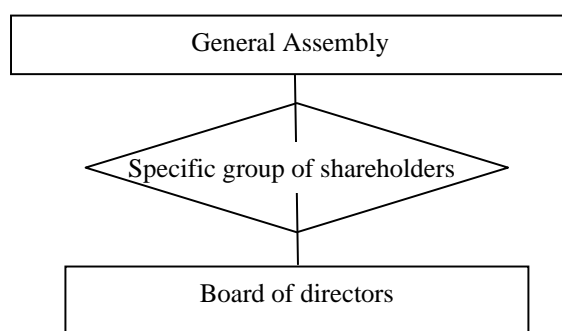 General Assembly
Specific group of shareholders
Board of directors